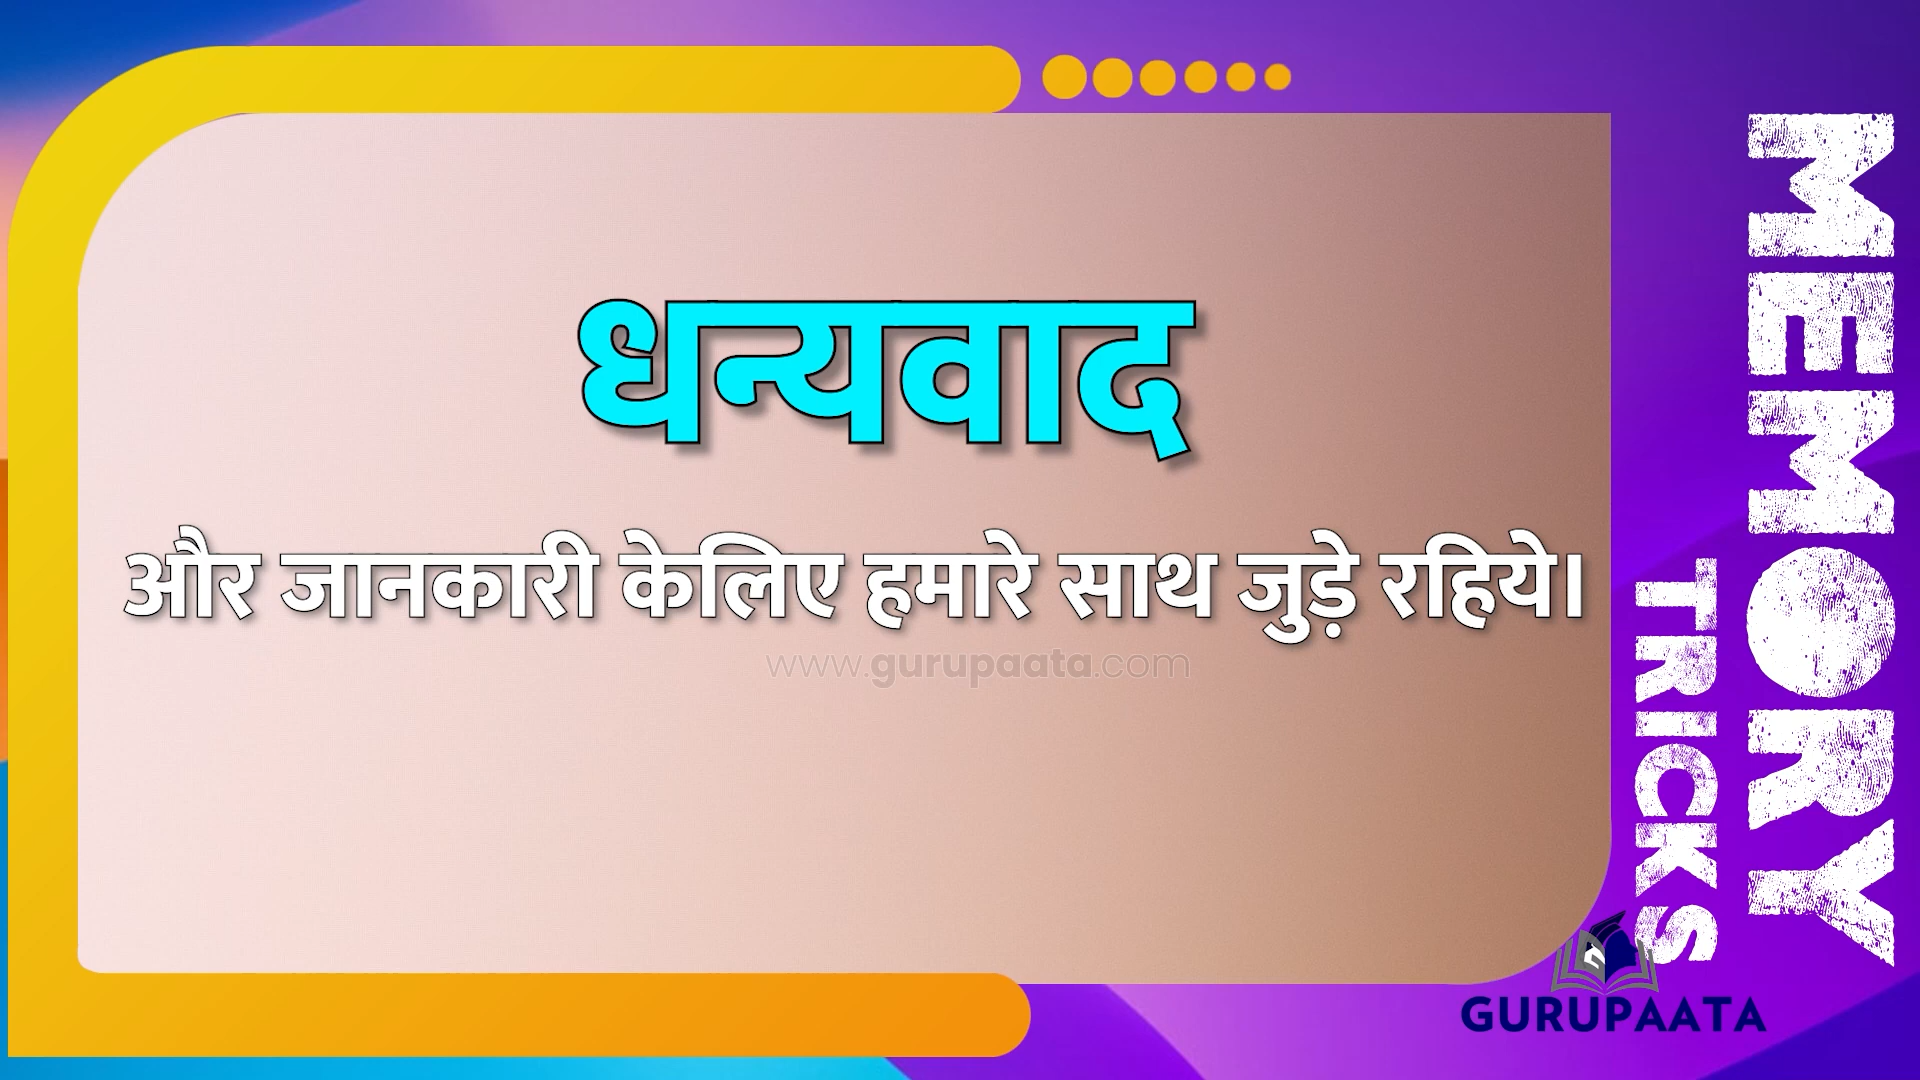 धन्यवाद
और जानकारी केलिए हमारे साथ जुड़े रहिये।
www.gurupaata.com
MEMORY
TRICKS
GURUPAATA